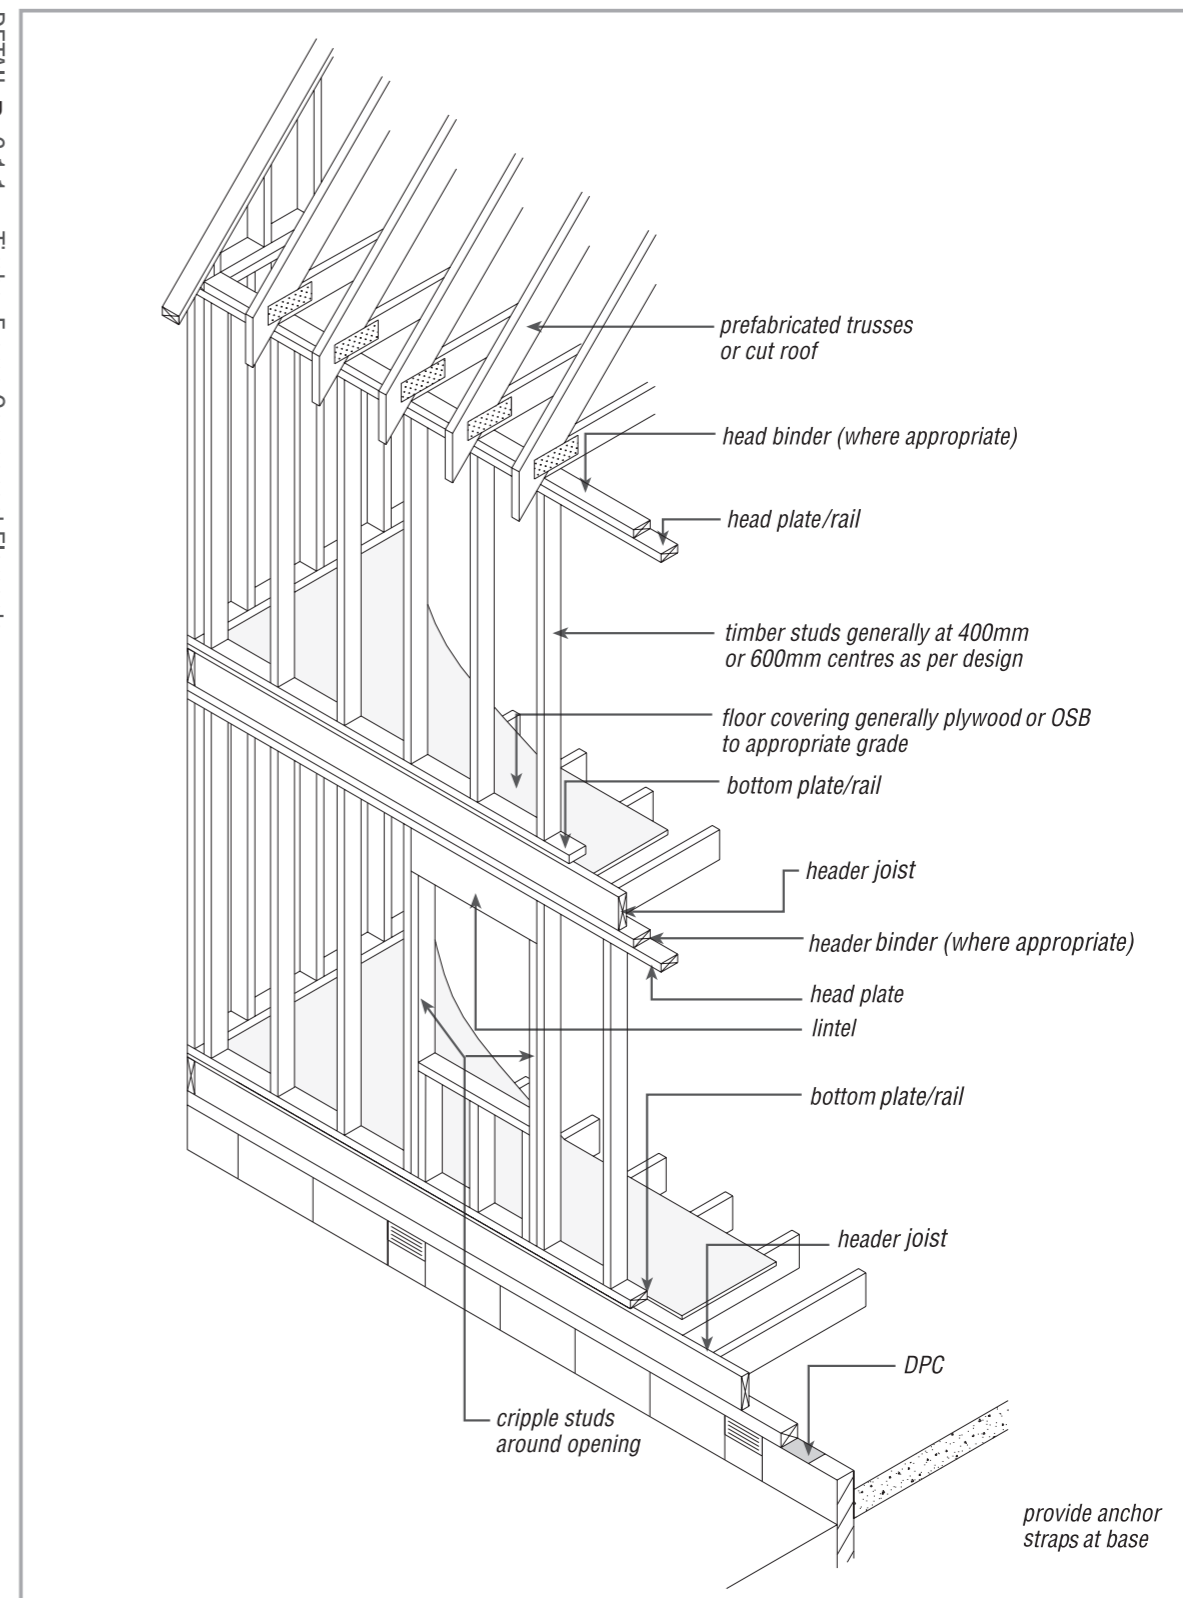 prefabricated trusses
or cut roof
head binder (where appropriate)
head plate/rail
timber studs generally at 400mm
or 600mm centres as per design
floor covering generally plywood or OSB
to appropriate grade
bottom plate/rail
header joist
header binder (where appropriate)
head plate
lintel
bottom plate/rail
header joist
DPC
cripple studs
around opening
provide anchor
straps at base